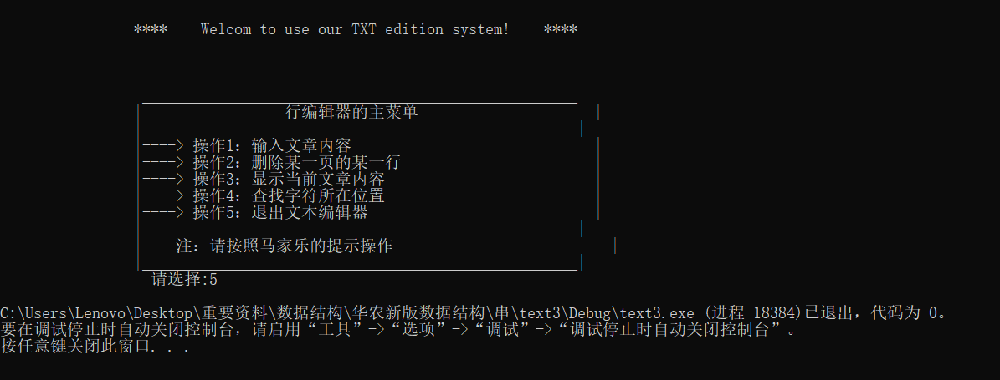 **** Welcom to use our TXT edition system! ****
行编辑器的主菜单
----> 操作1: 输入文章内容
----> 操作2: 删除某一页的某一行
----> 操作3: 显示当前文章内容
----> 操作4: 查找字符所在位置
----> 操作5: 退出文本编辑器
注: 请按照马家乐的提示操作
请选择:5
C:\Users\Lenovo\Desktop\重要资料\数据结构\华农新版数据结构\串\text3\Debug\text3.exe (进程 18384)已退出，代码为 0。
要在调试停止时自动关闭控制台，请启用“工具”->“选项”->“调试”->“调试停止时自动关闭控制台”。
按任意键关闭此窗口. . .